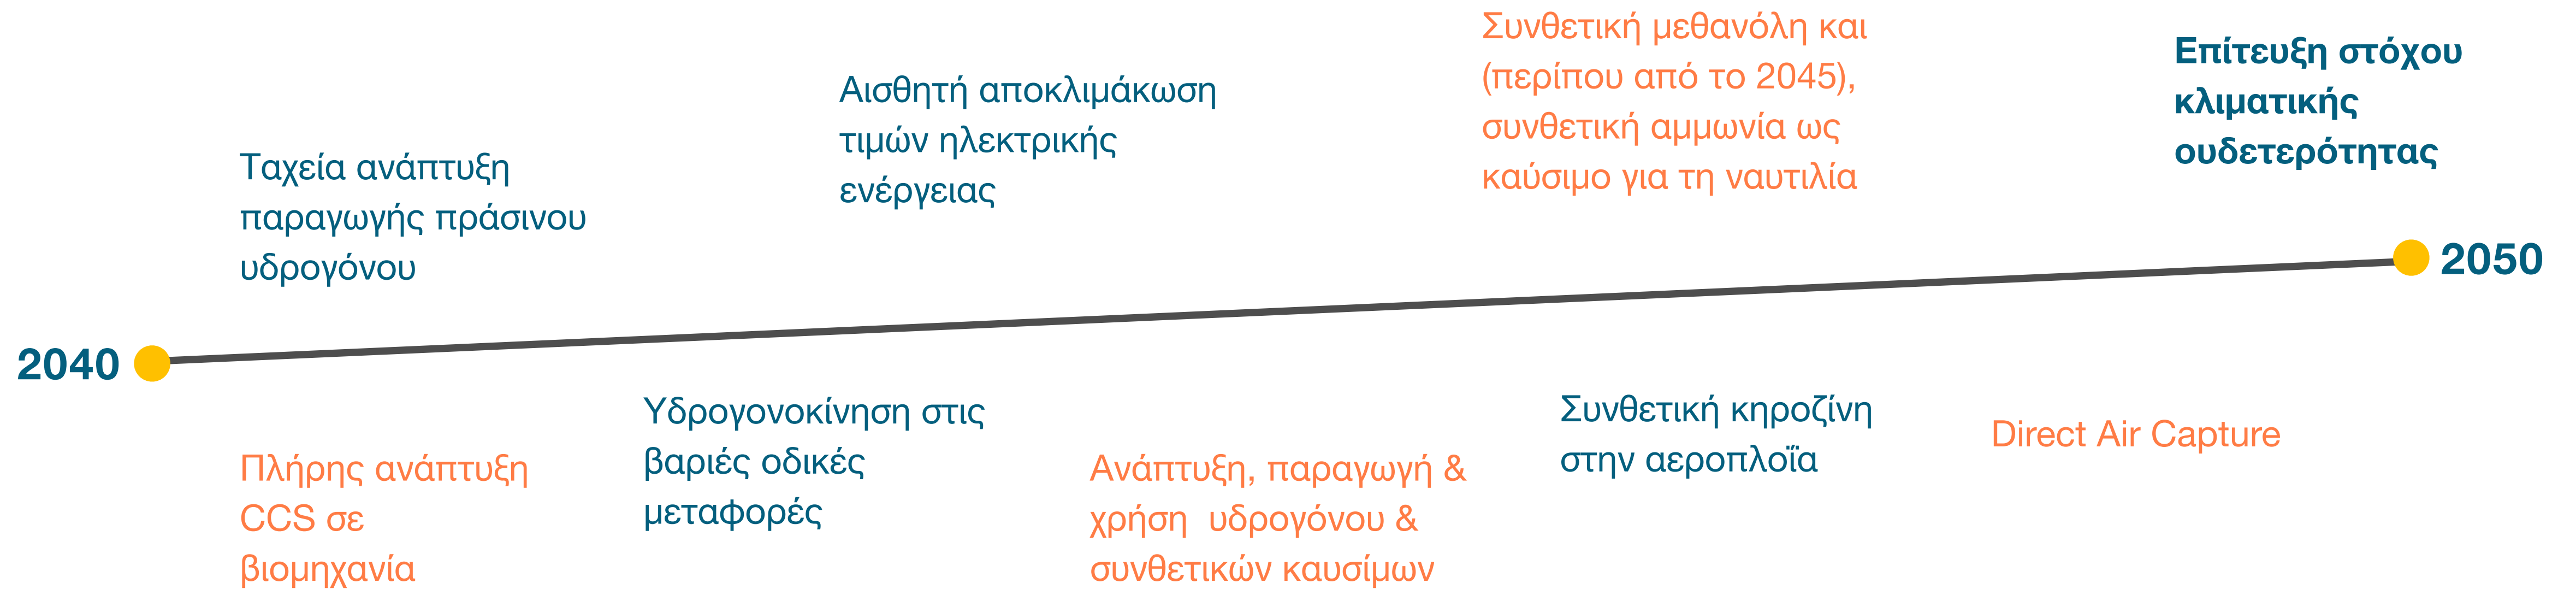 2040
Ταχεία ανάπτυξη
παραγωγής πράσινου
υδρογόνου
Πλήρης ανάπτυξη
CCS σε
βιομηχανία
Υδρογονοκίνηση στις
βαριές οδικές
μεταφορές
Αισθητή αποκλιμάκωση
τιμών ηλεκτρικής
ενέργειας
Ανάπτυξη, παραγωγή &
χρήση  υδρογόνου &
συνθετικών καυσίμων
Συνθετική μεθανόλη και
(περίπου από το 2045),
συνθετική αμμωνία ως
καύσιμο για τη ναυτιλία
Συνθετική κηροζίνη
στην αεροπλοΐα
Direct Air Capture
Επίτευξη στόχου
κλιματικής
ουδετερότητας
2050